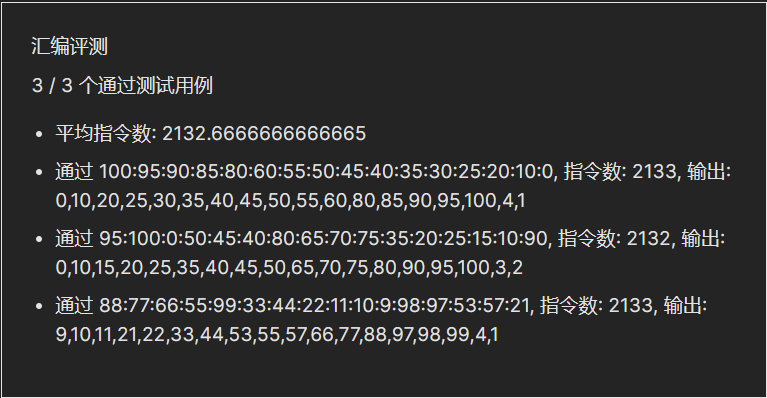 汇编评测
3 / 3 个通过测试用例
• 平均指令数: 2132.6666666666665
• 通过 100:95:90:85:80:60:55:50:45:40:35:30:25:20:10:0, 指令数: 2133, 输出:
0,10,20,25,30,35,40,45,50,55,60,80,85,90,95,100,4,1
• 通过 95:100:0:50:45:40:80:65:70:75:35:20:25:15:10:90, 指令数: 2132, 输出:
0,10,15,20,25,35,40,45,50,65,70,75,80,90,95,100,3,2
• 通过 88:77:66:55:99:33:44:22:11:10:9:98:97:53:57:21, 指令数: 2133, 输出:
9,10,11,21,22,33,44,53,55,57,66,77,88,97,98,99,4,1